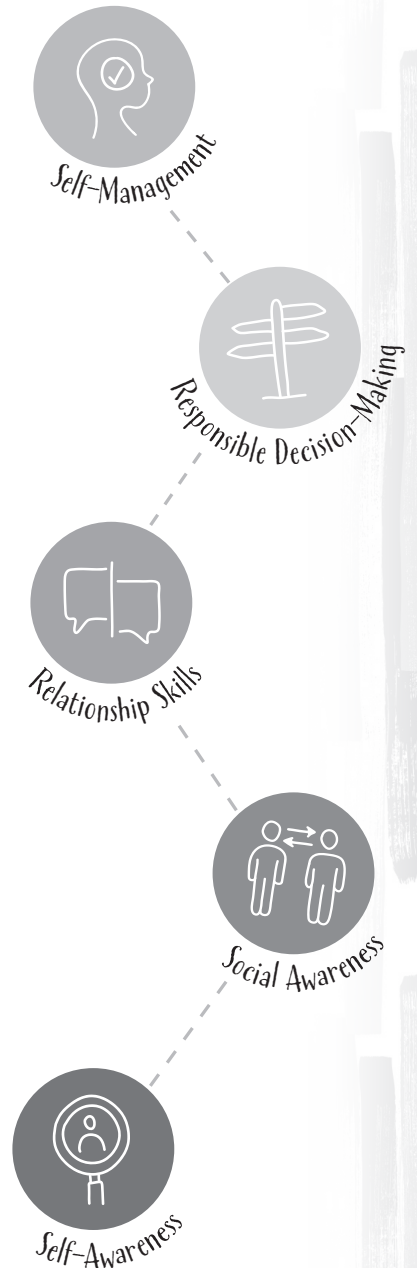 Self-Management
Responsible Decision-Making
Relationship Skills
Social Awareness
Self-Awareness